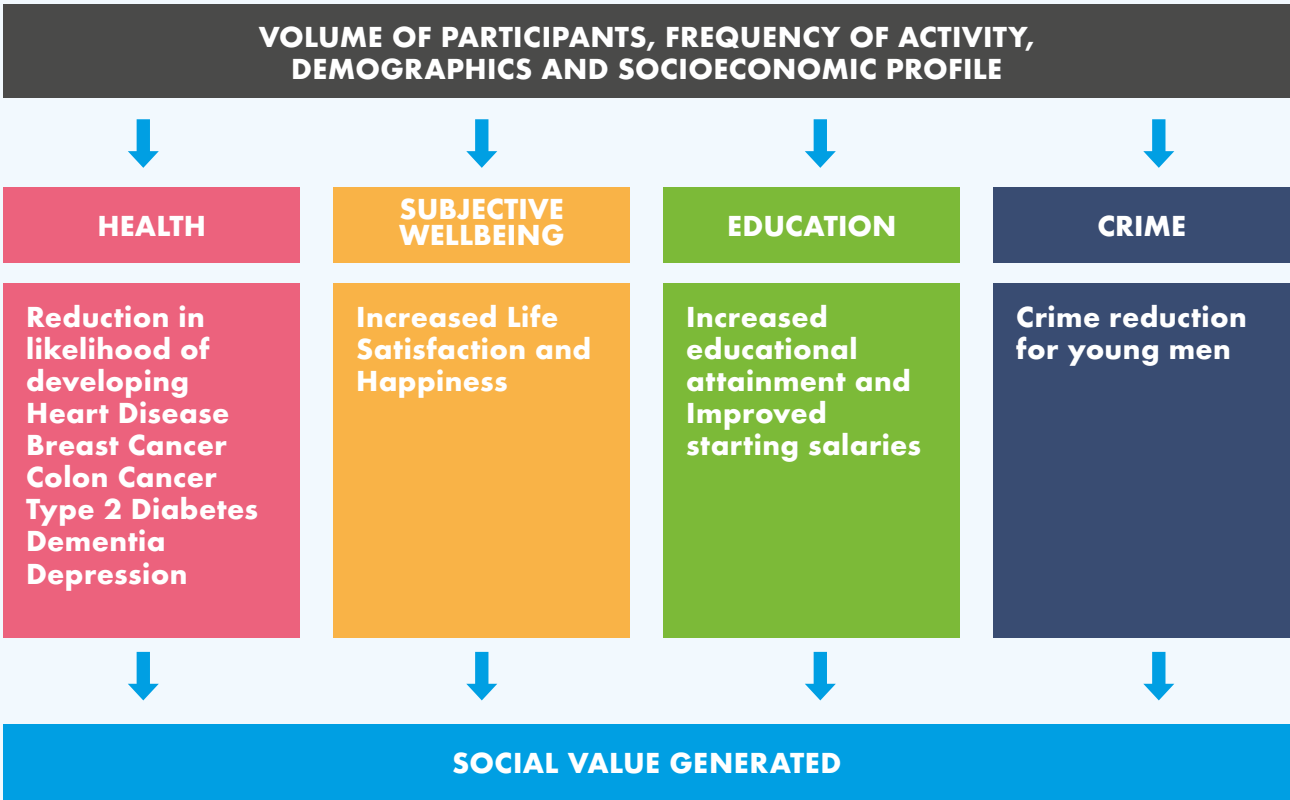 VOLUME OF PARTICIPANTS, FREQUENCY OF ACTIVITY,
DEMOGRAPHICS AND SOCIOECONOMIC PROFILE
HEALTH
SUBJECTIVE
WELLBEING
EDUCATION
CRIME
Reduction in
likelihood of
developing
Heart Disease
Breast Cancer
Colon Cancer
Type 2 Diabetes
Dementia
Depression
Increased Life
Satisfaction and
Happiness
Increased
educational
attainment and
Improved
starting salaries
Crime reduction
for young men
SOCIAL VALUE GENERATED